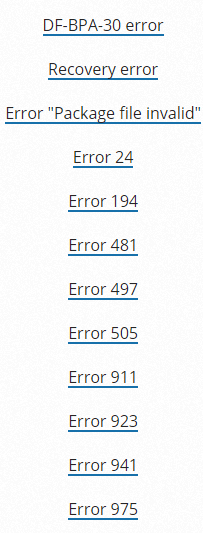 DF-BPA-30 error
Recovery error
Error "Package file invalid"
Error 24
Error 194
Error 481
Error 497
Error 505
Error 911
Error 923
Error 941
Error 975